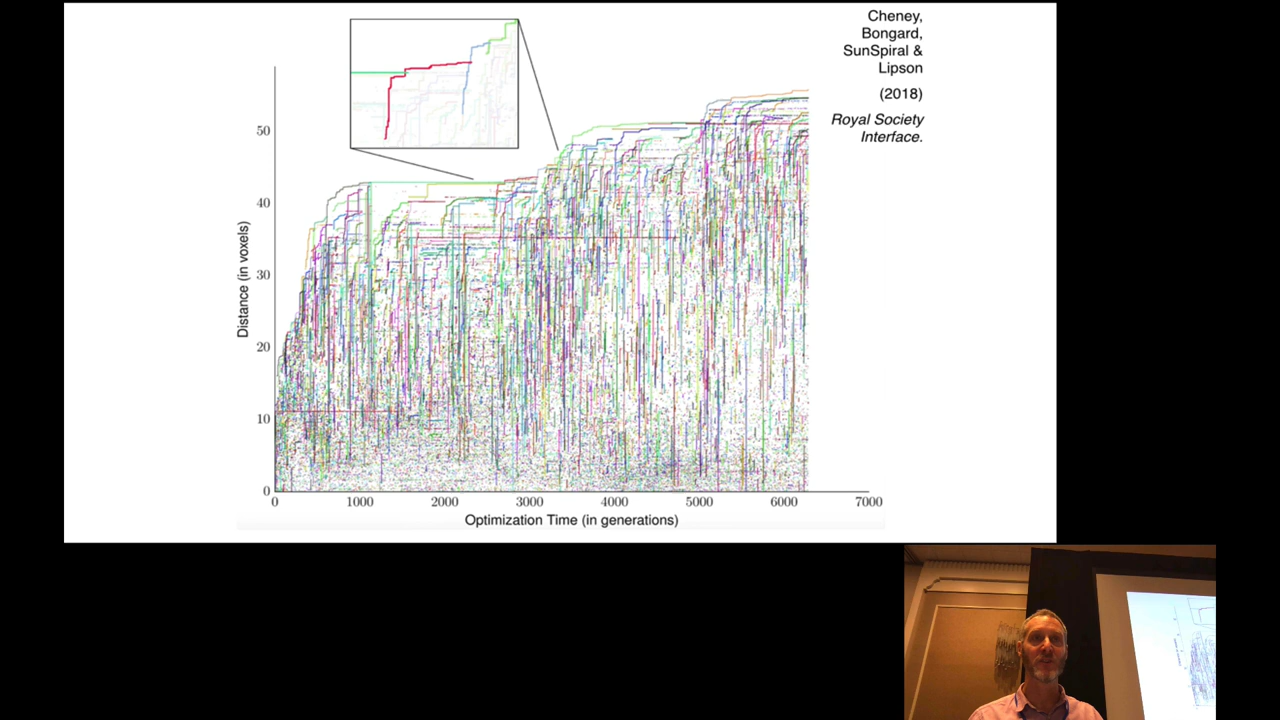 Cheney,
Bongard,
SunSpiral &
Lipson
(2018)
Royal Society
Interface.
Distance (in voxels)
50
40
30
20
10
0
0 1000 2000 3000 4000 5000 6000 7000
Optimization Time (in generations)